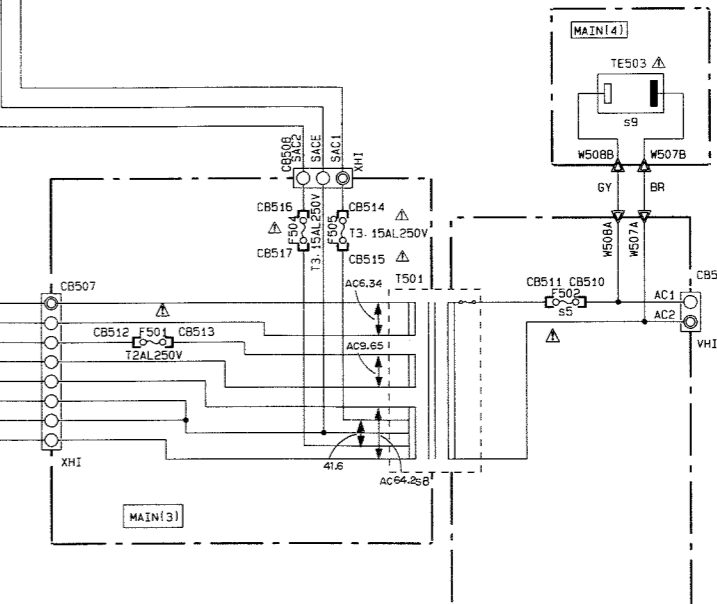 MAIN(4)
TE503
s9
W508B
W507B
GY
BR
W508A
W507A
CB508
SAC2
SACE
SAC1
XHI
CB516
F504
CB517
T3.15AL250V
CB514
F505
T3.15AL250V
CB515
T501
CB507
CB512
F501
CB513
T2AL250V
AC6.34
AC9.65
41.6
AC64.2
s8
XHI
CB511
CB510
F502
s5
AC1
AC2
CB5
VHI
MAIN(3)